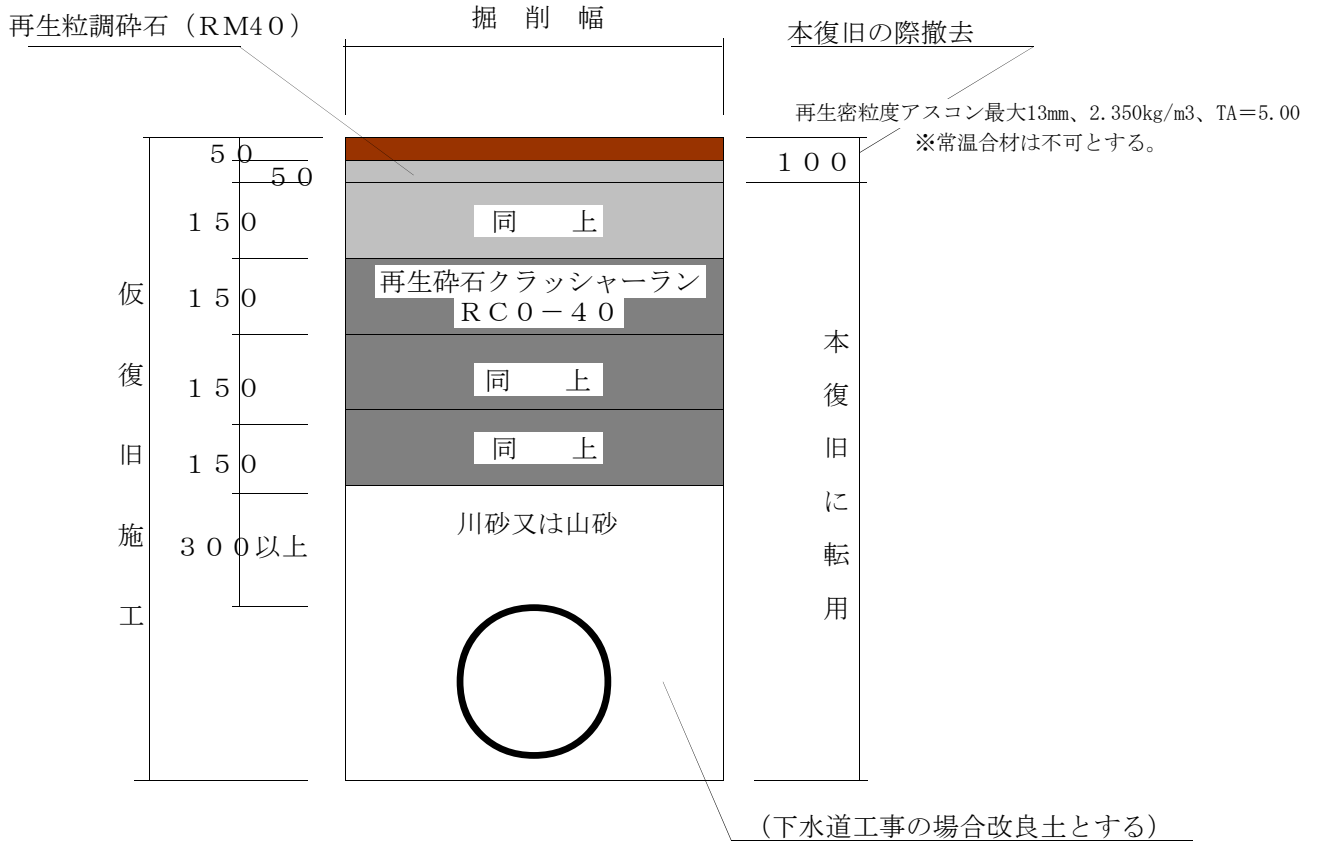 再生粒調砕石（ＲＭ40）
掘　削　幅
本復旧の際撤去
再生密粒度アスコン最大13mm、2.350kg/m3、TA＝5.00
※常温合材は不可とする。
５０
５０
１００
１５０
同　　上
１５０
再生砕石クラッシャーラン
ＲＣ０－４０
１５０
同　　上
１５０
同　　上
３００以上
川砂又は山砂
仮復旧施工
本復旧に転用
（下水道工事の場合改良土とする）